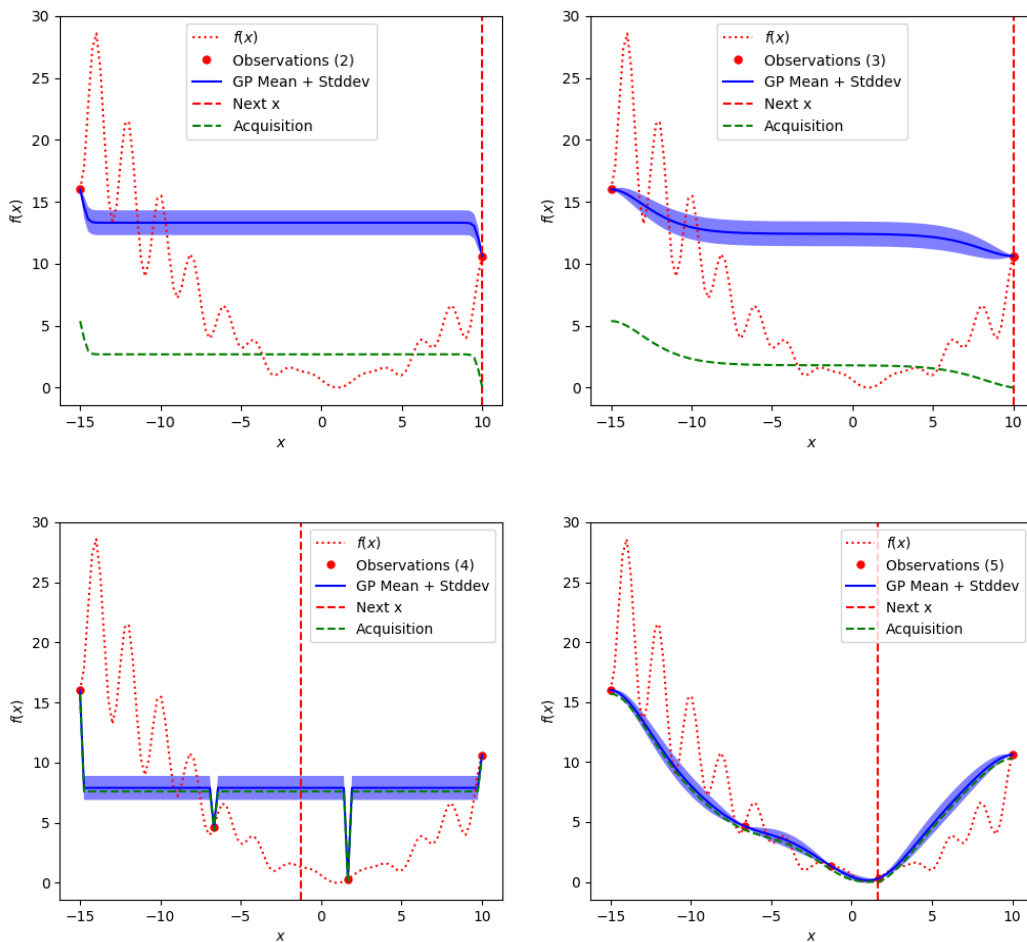 30
25
20
15
10
5
0
f(x)
f(x)
Observations (2)
GP Mean + Stddev
Next x
Acquisition
−15
−10
−5
0
5
10
x
30
25
20
15
10
5
0
f(x)
f(x)
Observations (3)
GP Mean + Stddev
Next x
Acquisition
−15
−10
−5
0
5
10
x
30
25
20
15
10
5
0
f(x)
f(x)
Observations (4)
GP Mean + Stddev
Next x
Acquisition
−15
−10
−5
0
5
10
x
30
25
20
15
10
5
0
f(x)
f(x)
Observations (5)
GP Mean + Stddev
Next x
Acquisition
−15
−10
−5
0
5
10
x